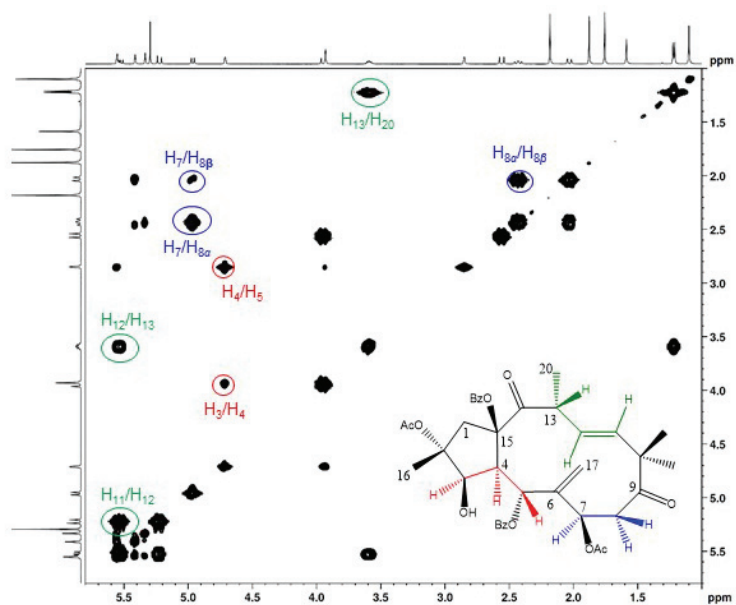 ppm
H₁₃/H₂₀
H₇/H₈β
H₈α/H₈β
H₇/H₈α
H₄/H₅
H₁₂/H₁₃
H₃/H₄
H₁₁/H₁₂
1.5
2.0
2.5
3.0
3.5
4.0
4.5
5.0
5.5
ppm
5.5 5.0 4.5 4.0 3.5 3.0 2.5 2.0 1.5 ppm
20
O
H
BzO
13
H
1
AcO
15
H
17
16
4
9
H
H
6
7
O
OH
BzO
H
H
H
H
OAc